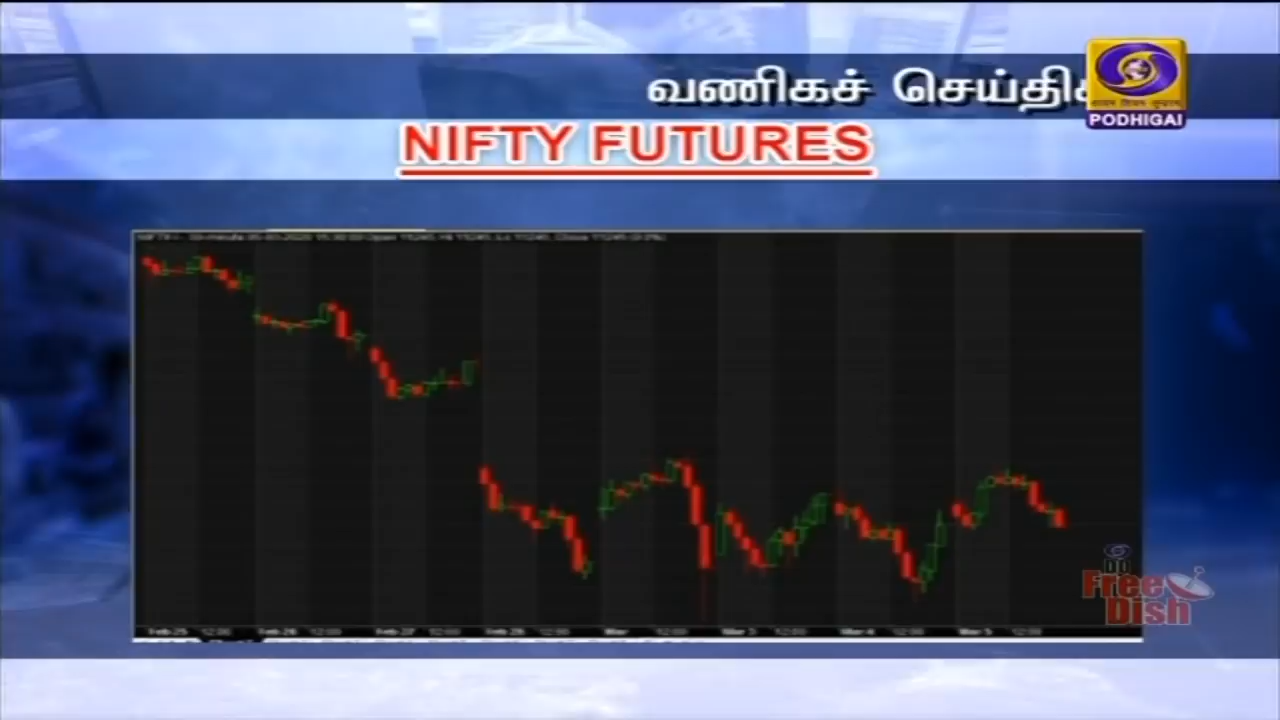 வணிகச் செய்தி
PODHIGAI
NIFTY FUTURES
Feb 25 12:00 Feb 26 12:00 Feb 27 12:00 Feb 28 12:00 Mar 12:00 Mar 3 12:00 Mar 4 12:00 Mar 5 12:00
DD
Free
Dish